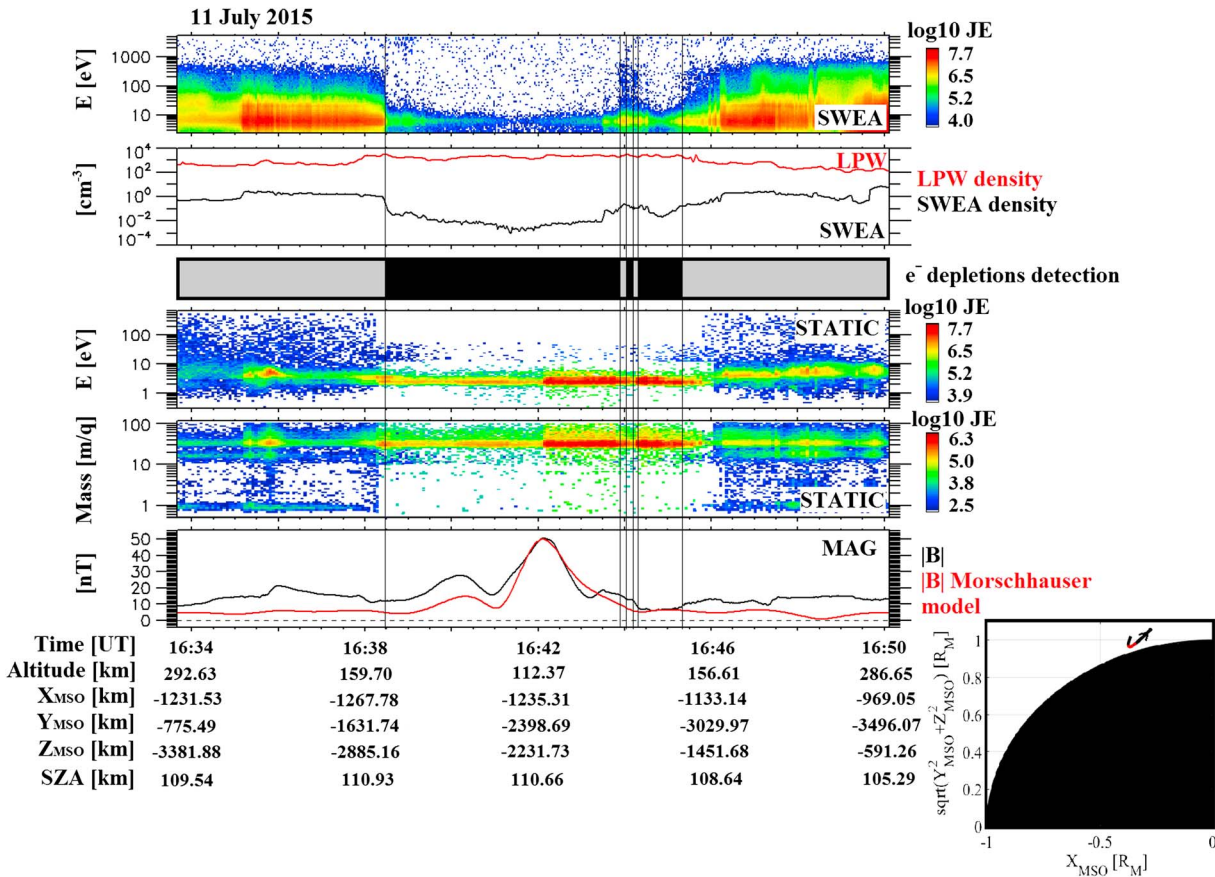 11 July 2015
log10 JE
E [eV]
1000
100
10
SWEA
7.7
6.5
5.2
4.0
[cm⁻³]
10⁴
10²
10⁰
10⁻²
10⁻⁴
LPW
SWEA
LPW density
SWEA density
e⁻ depletions detection
log10 JE
E [eV]
100
10
1
STATIC
7.7
6.5
5.2
3.9
log10 JE
Mass [m/q]
100
10
1
STATIC
6.3
5.0
3.8
2.5
[nT]
50
40
30
20
10
0
MAG
|B|
|B| Morschhauser
model
Time [UT] 16:34 16:38 16:42 16:46 16:50
Altitude [km] 292.63 159.70 112.37 156.61 286.65
XMSO [km] -1231.53 -1267.78 -1235.31 -1133.14 -969.05
YMSO [km] -775.49 -1631.74 -2398.69 -3029.97 -3496.07
ZMSO [km] -3381.88 -2885.16 -2231.73 -1451.68 -591.26
SZA [km] 109.54 110.93 110.66 108.64 105.29
sqrt(Y²MSO+Z²MSO) [RM]
1
0.8
0.6
0.4
0.2
0
-1 -0.5 0
XMSO [RM]